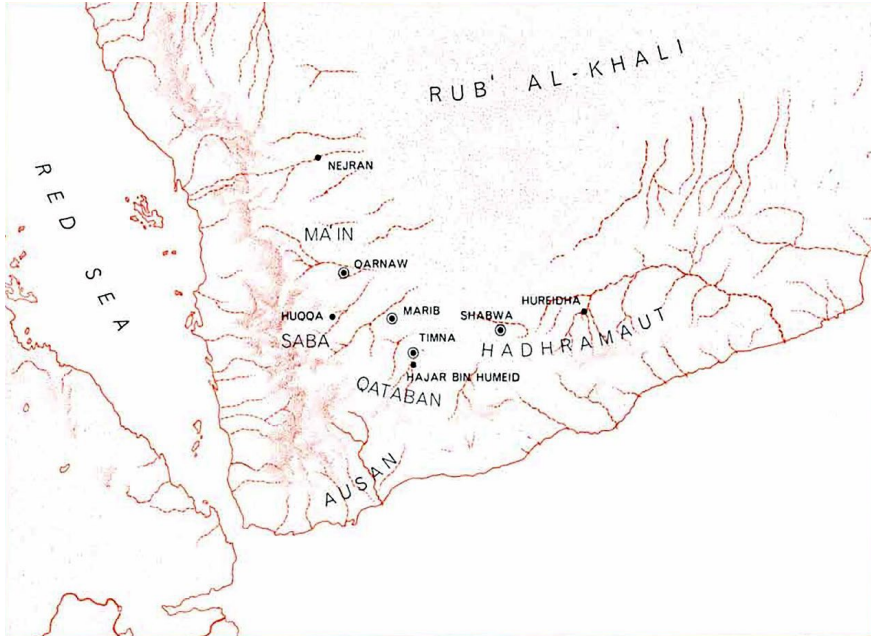 RUB' AL-KHALI
RED SEA
NEJRAN
MA'IN
QARNAW
HUQQA
SABA
MARIB
SHABWA
HUREIDHA
HADHRAMAUT
TIMNA
HAJAR BIN HUMEID
QATABAN
AUSAN